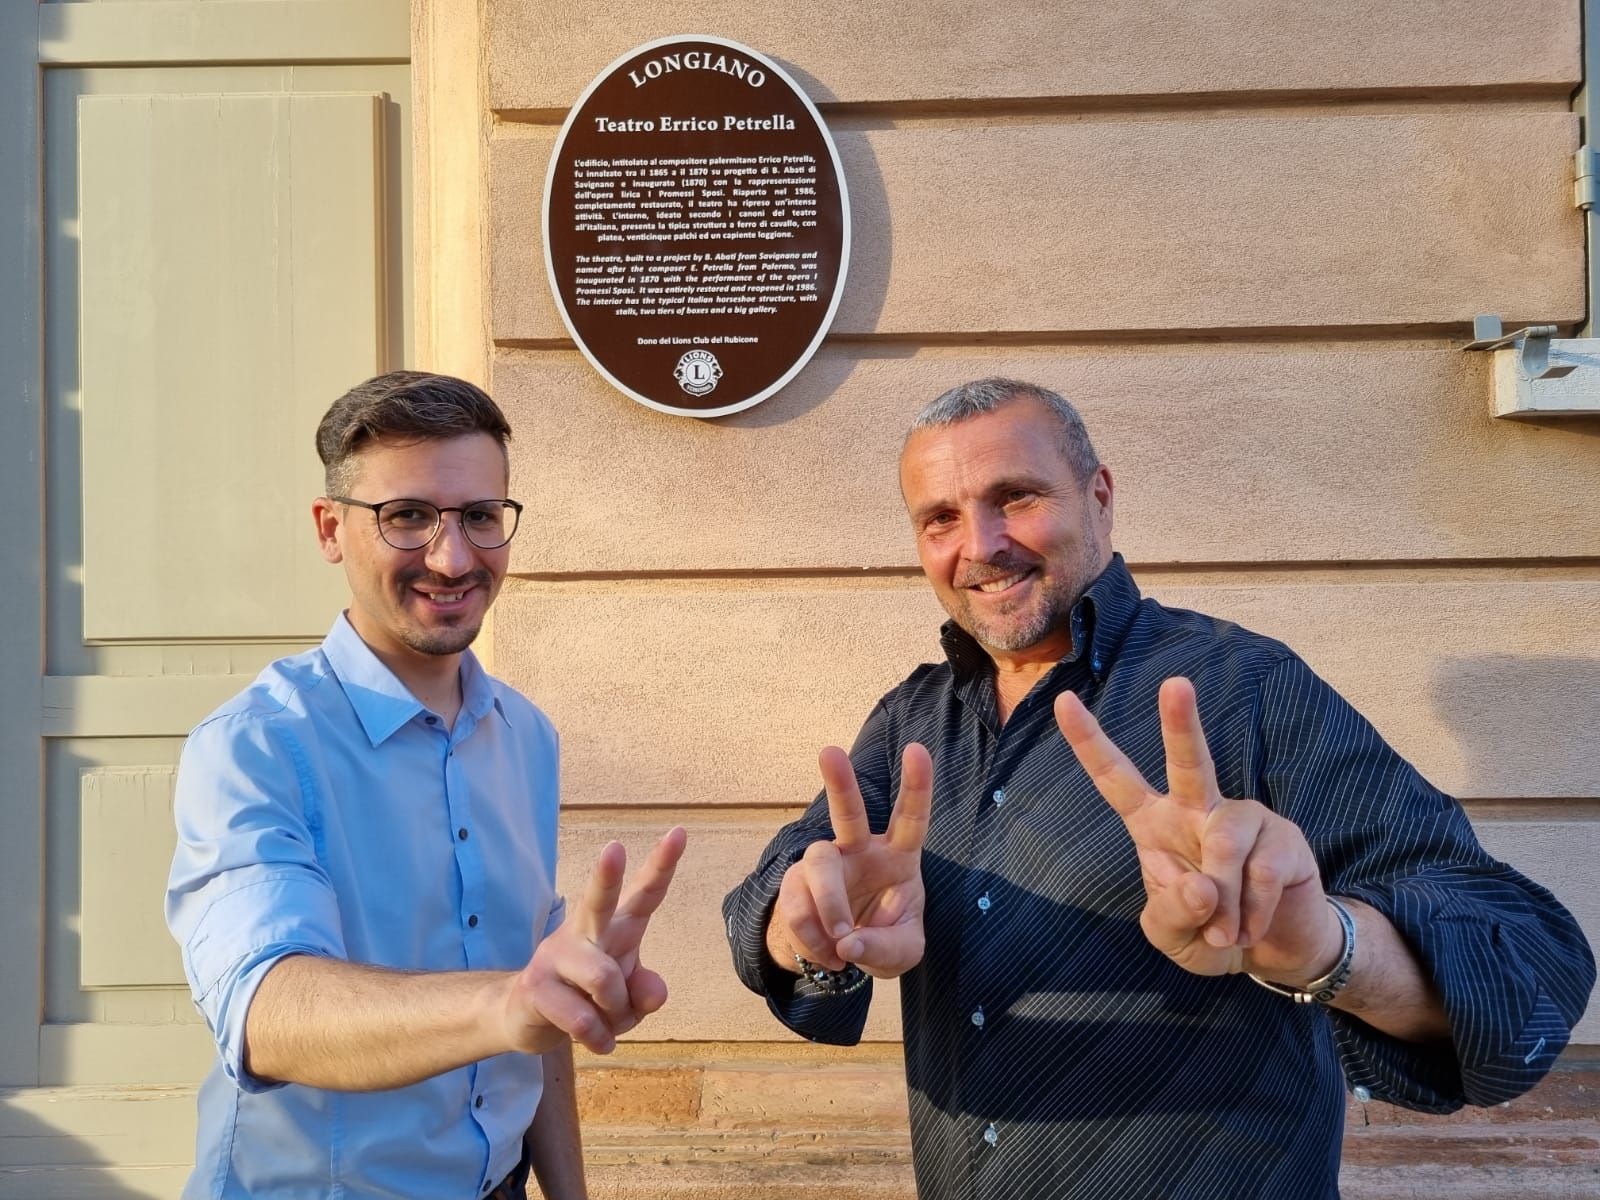 LONGIANO
Teatro Errico Petrella
L'edificio, intitolato al compositore palermitano Errico Petrella,
fu innalzato tra il 1865 a il 1870 su progetto di B. Abati di
Savignano e inaugurato (1870) con la rappresentazione
dell'opera lirica I Promessi Sposi. Riaperto nel 1986,
completamente restaurato, il teatro ha ripreso un'intensa
attività. L'interno, ideato secondo i canoni del teatro
all'italiana, presenta la tipica struttura a ferro di cavallo, con
platea, venticinque palchi ed un capiente loggione.
The theatre, built to a project by B. Abati from Savignano and
named after the composer E. Petrella from Palermo, was
inaugurated in 1870 with the performance of the opera I
Promessi Sposi. It was entirely restored and reopened in 1986.
The interior has the typical Italian horseshoe structure, with
stalls, two tiers of boxes and a big gallery.
Dono del Lions Club del Rubicone
LIONS
L